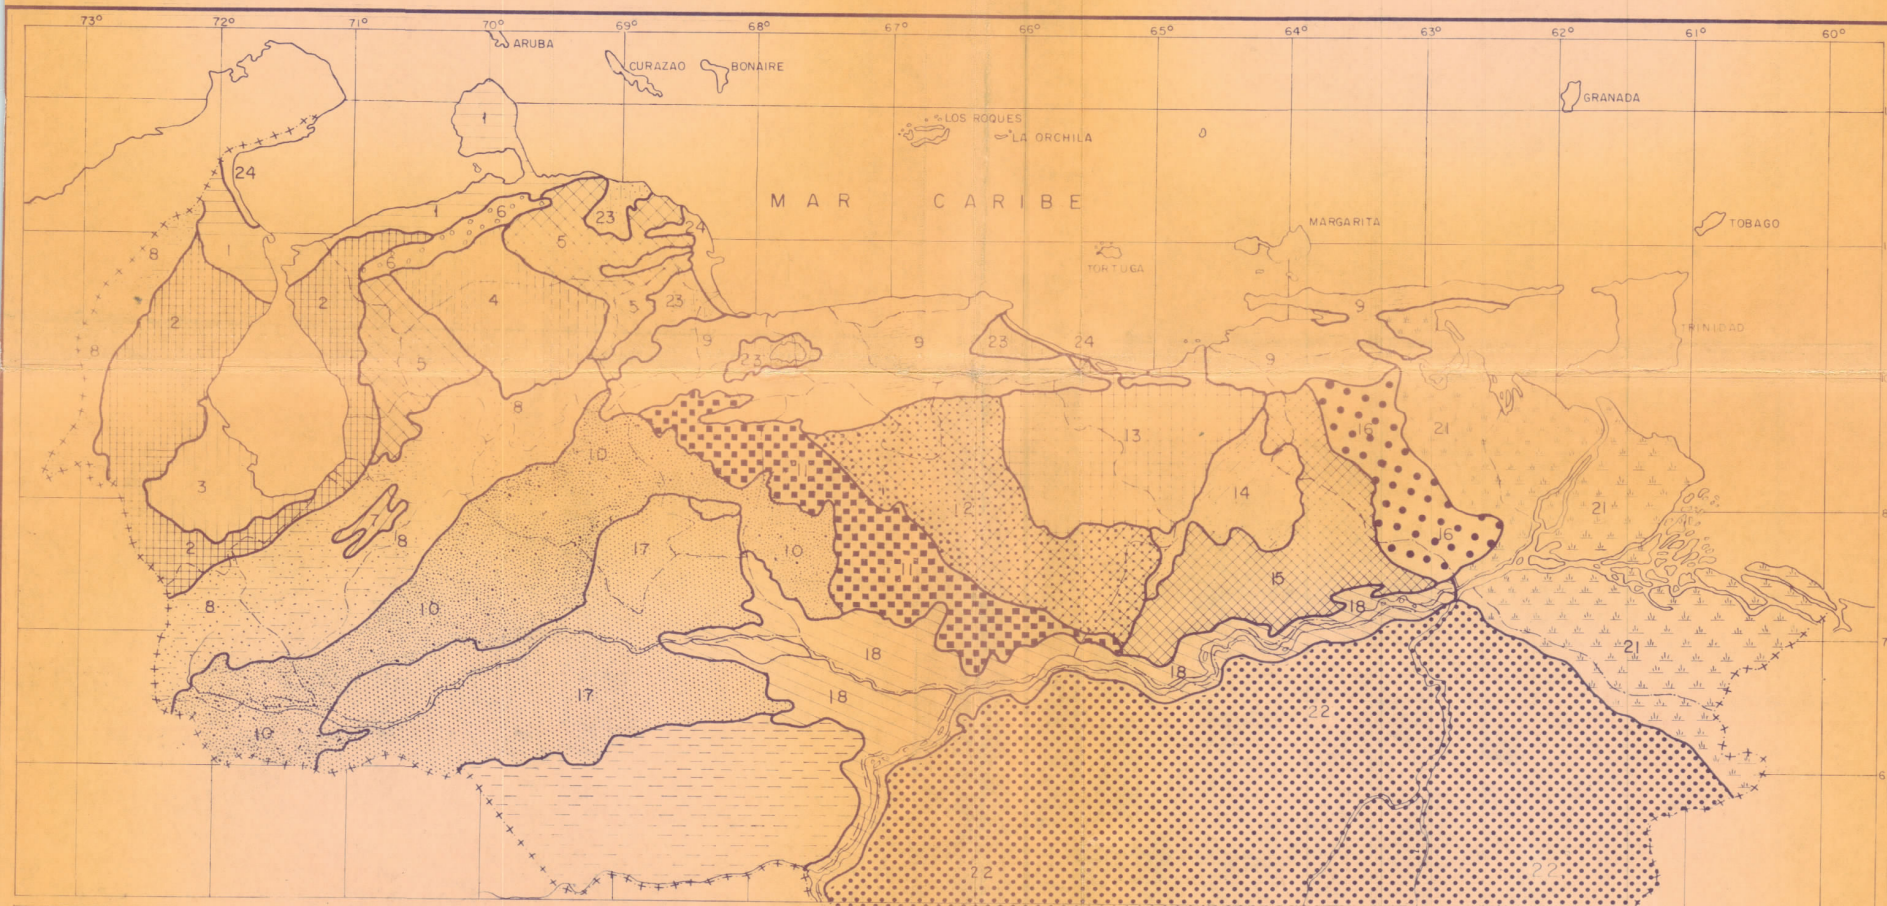 73° 72° 71° 70° 69° 68° 67° 66° 65° 64° 63° 62° 61° 60°
ARUBA
CURAZAO BONAIRE
GRANADA
1
LOS ROQUES
LA ORCHILA
24
MAR CARIBE
1 6 23
24
MARGARITA
TOBAGO
8 1 6 5
TORTUGA
2 2 4 5 23 9
TRINIDAD
8 5 23 9 9 23 24 9
8
10 13 16 21
3 11 14
12 21
8 17 10 16
2 11 15
8 10 18
18 18 21
17 18 22
10
6
22 22